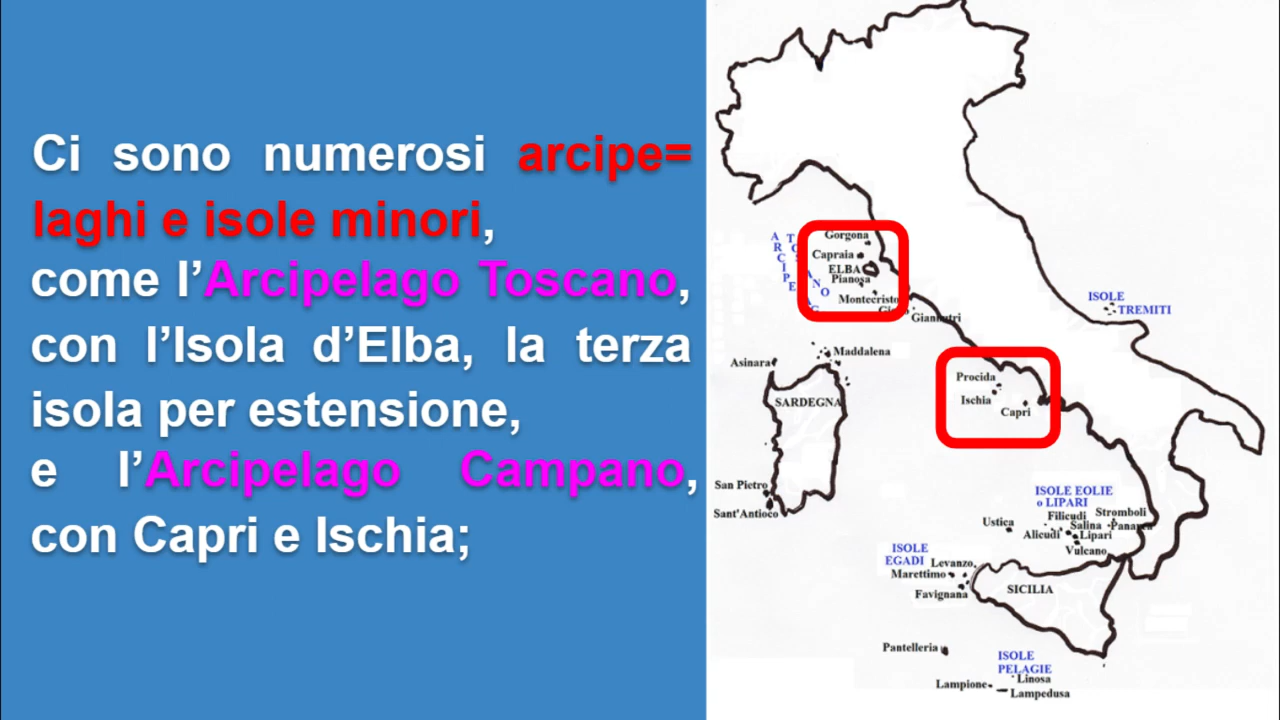 Ci sono numerosi arcipe=
laghi e isole minori,
come l’Arcipelago Toscano,
con l’Isola d’Elba, la terza
isola per estensione,
e l’Arcipelago Campano,
con Capri e Ischia;
Gorgona
Capraia
ELBA
Pianosa
Montecristo
Giannutri
ISOLE
TREMITI
Asinara
Maddalena
SARDEGNA
Procida
Ischia
Capri
San Pietro
Sant'Antioco
ISOLE EOLIE
o LIPARI
Ustica
Filicudi
Stromboli
Alicudi
Salina
Panarea
Lipari
Vulcano
ISOLE
EGADI
Levanzo
Marettimo
Favignana
SICILIA
Pantelleria
ISOLE
PELAGIE
Linosa
Lampione
Lampedusa